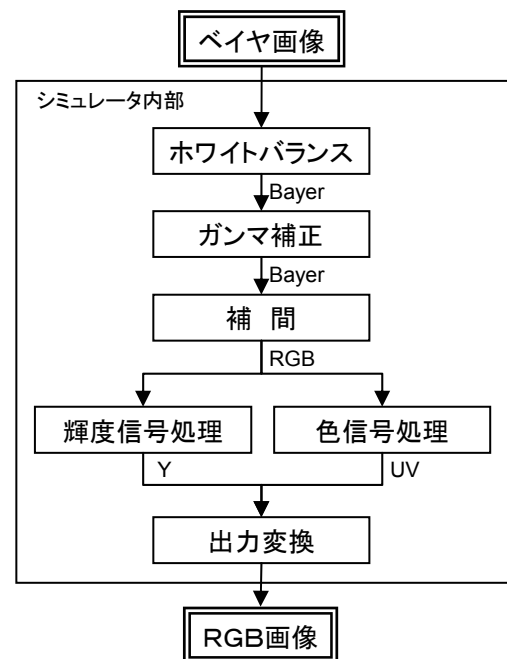 ベイヤ画像
シミュレータ内部
ホワイトバランス
Bayer
ガンマ補正
Bayer
補　間
RGB
輝度信号処理
色信号処理
Y
UV
出力変換
ＲＧＢ画像